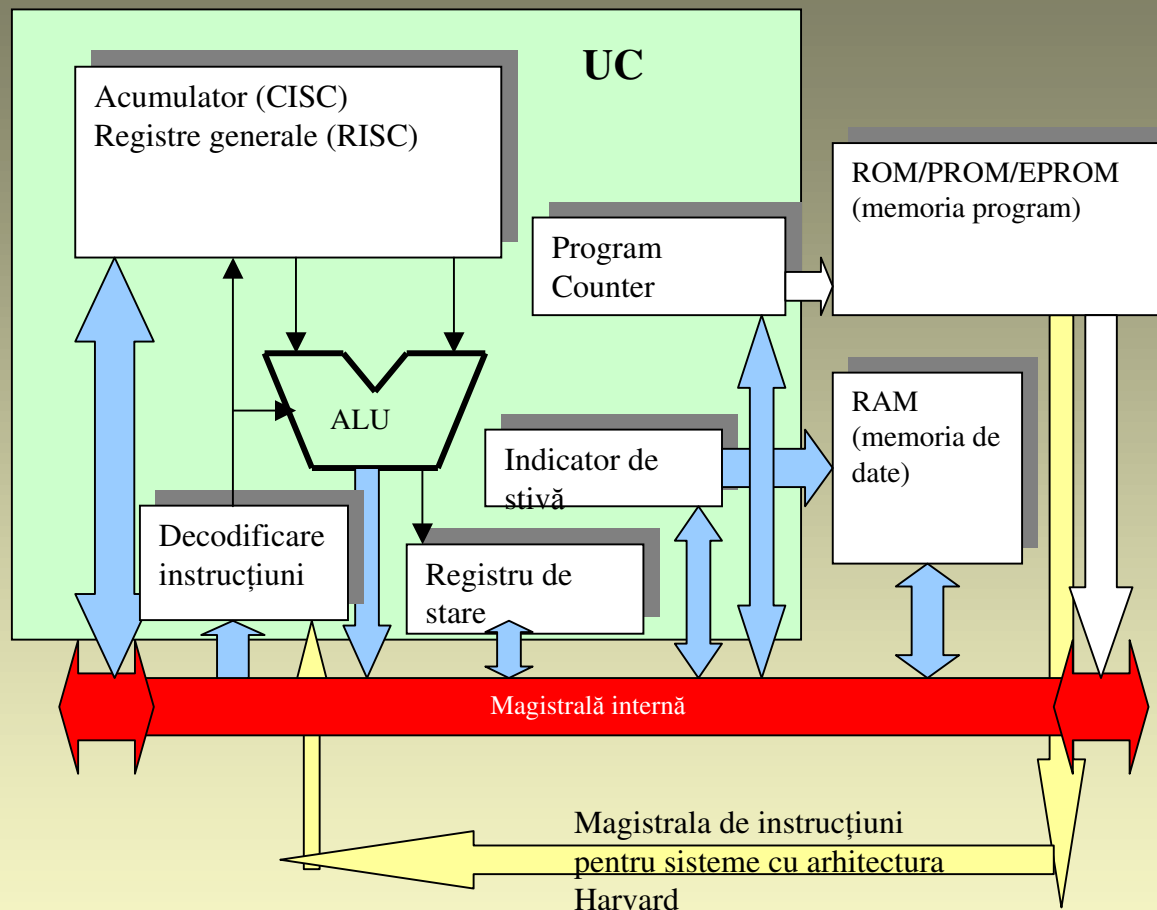 UC
Acumulator (CISC)
Registre generale (RISC)
ROM/PROM/EPROM
(memoria program)
Program
Counter
RAM
(memoria de
date)
ALU
Indicator de
stivă
Decodificare
instrucțiuni
Registru de
stare
Magistrală internă
Magistrala de instrucțiuni
pentru sisteme cu arhitectura
Harvard